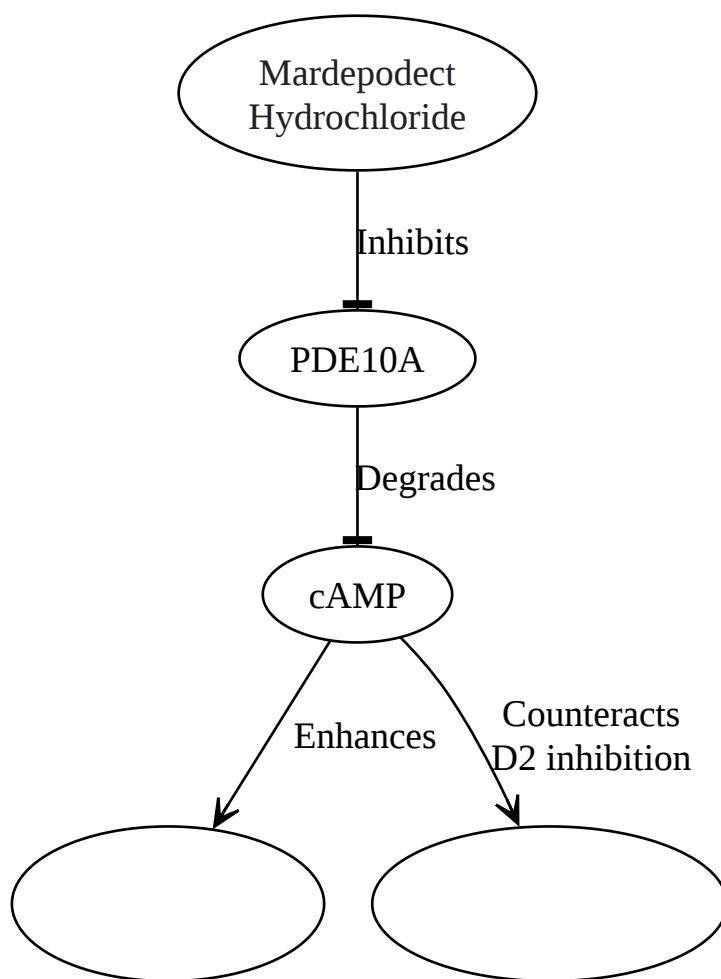 Mardepodect
Hydrochloride
Inhibits
PDE10A
Degrades
cAMP
Enhances
Counteracts
D2 inhibition